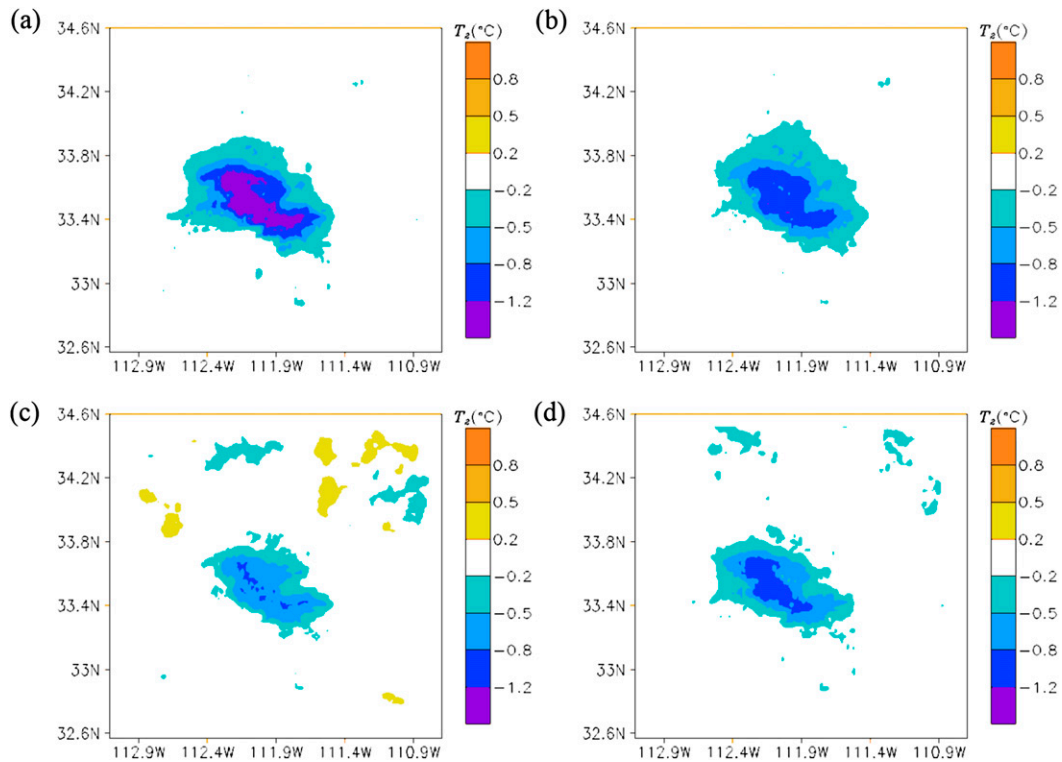 (a)
34.6N
34.2N
33.8N
33.4N
33N
32.6N
112.9W 112.4W 111.9W 111.4W 110.9W
T₂(°C)
0.8
0.5
0.2
−0.2
−0.5
−0.8
−1.2
(b)
34.6N
34.2N
33.8N
33.4N
33N
32.6N
112.9W 112.4W 111.9W 111.4W 110.9W
T₂(°C)
0.8
0.5
0.2
−0.2
−0.5
−0.8
−1.2
(c)
34.6N
34.2N
33.8N
33.4N
33N
32.6N
112.9W 112.4W 111.9W 111.4W 110.9W
T₂(°C)
0.8
0.5
0.2
−0.2
−0.5
−0.8
−1.2
(d)
34.6N
34.2N
33.8N
33.4N
33N
32.6N
112.9W 112.4W 111.9W 111.4W 110.9W
T₂(°C)
0.8
0.5
0.2
−0.2
−0.5
−0.8
−1.2